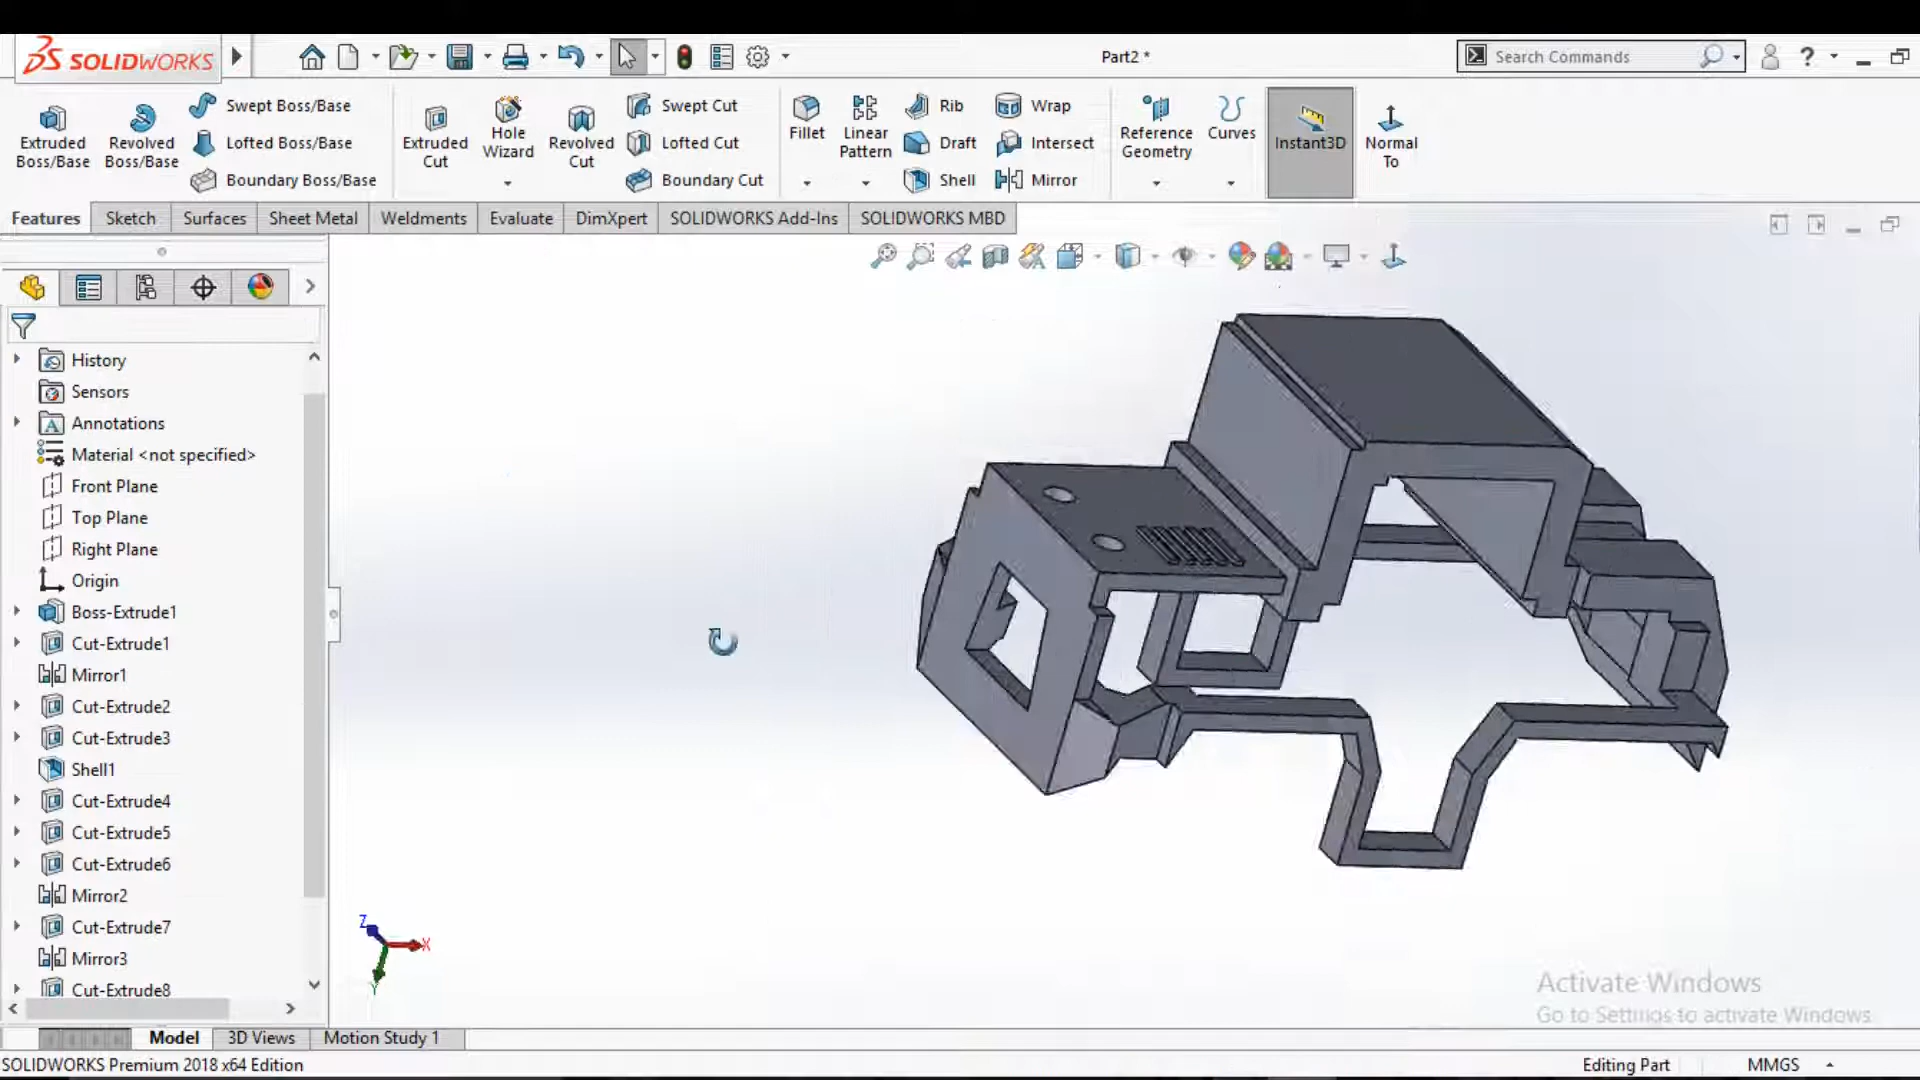 SOLIDWORKS
Part2 *
Search Commands
?
Extruded Boss/Base
Revolved Boss/Base
Swept Boss/Base
Lofted Boss/Base
Boundary Boss/Base
Extruded Cut
Hole Wizard
Revolved Cut
Swept Cut
Lofted Cut
Boundary Cut
Fillet
Linear Pattern
Rib
Draft
Shell
Wrap
Intersect
Mirror
Reference Geometry
Curves
Instant3D
Normal To
Features
Sketch
Surfaces
Sheet Metal
Weldments
Evaluate
DimXpert
SOLIDWORKS Add-Ins
SOLIDWORKS MBD
History
Sensors
Annotations
Material <not specified>
Front Plane
Top Plane
Right Plane
Origin
Boss-Extrude1
Cut-Extrude1
Mirror1
Cut-Extrude2
Cut-Extrude3
Shell1
Cut-Extrude4
Cut-Extrude5
Cut-Extrude6
Mirror2
Cut-Extrude7
Mirror3
Cut-Extrude8
Z
X
Y
Activate Windows
Go to Settings to activate Windows.
Model
3D Views
Motion Study 1
SOLIDWORKS Premium 2018 x64 Edition
Editing Part
MMGS